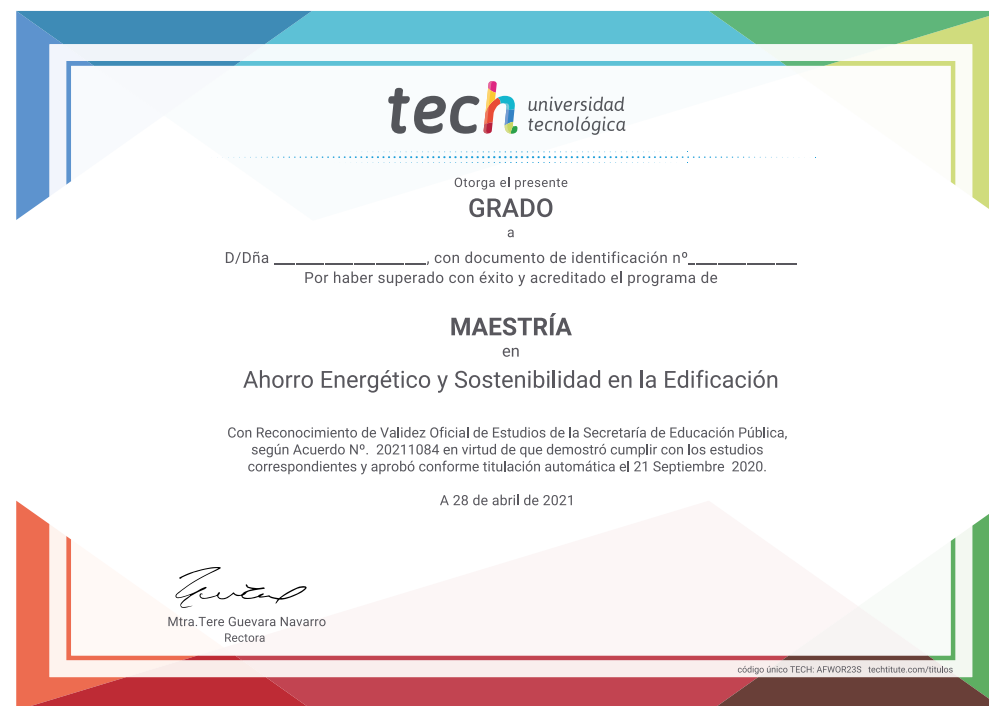 tech universidad
tecnológica
Otorga el presente
GRADO
a
D/Dña ____________________, con documento de identificación nº______________
Por haber superado con éxito y acreditado el programa de
MAESTRÍA
en
Ahorro Energético y Sostenibilidad en la Edificación
Con Reconocimiento de Validez Oficial de Estudios de la Secretaría de Educación Pública,
según Acuerdo Nº.  20211084 en virtud de que demostró cumplir con los estudios
correspondientes y aprobó conforme titulación automática el 21 Septiembre  2020.
A 28 de abril de 2021
Mtra.Tere Guevara Navarro
Rectora
código único TECH: AFWOR23S   techtitute.com/titulos